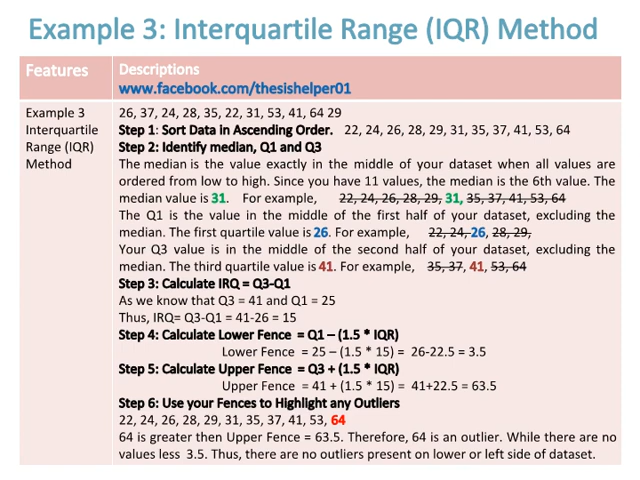 Example 3: Interquartile Range (IQR) Method
Features
Descriptions
www.facebook.com/thesishelper01
Example 3
Interquartile
Range (IQR)
Method
26, 37, 24, 28, 35, 22, 31, 53, 41, 64 29
Step 1: Sort Data in Ascending Order. 22, 24, 26, 28, 29, 31, 35, 37, 41, 53, 64
Step 2: Identify median, Q1 and Q3
The median is the value exactly in the middle of your dataset when all values are
ordered from low to high. Since you have 11 values, the median is the 6th value. The
median value is 31. For example, 22, 24, 26, 28, 29, 31, 35, 37, 41, 53, 64
The Q1 is the value in the middle of the first half of your dataset, excluding the
median. The first quartile value is 26. For example, 22, 24, 26, 28, 29,
Your Q3 value is in the middle of the second half of your dataset, excluding the
median. The third quartile value is 41. For example, 35, 37, 41, 53, 64
Step 3: Calculate IRQ = Q3-Q1
As we know that Q3 = 41 and Q1 = 25
Thus, IRQ= Q3-Q1 = 41-26 = 15
Step 4: Calculate Lower Fence = Q1 – (1.5 * IQR)
Lower Fence = 25 – (1.5 * 15) = 26-22.5 = 3.5
Step 5: Calculate Upper Fence = Q3 + (1.5 * IQR)
Upper Fence = 41 + (1.5 * 15) = 41+22.5 = 63.5
Step 6: Use your Fences to Highlight any Outliers
22, 24, 26, 28, 29, 31, 35, 37, 41, 53, 64
64 is greater then Upper Fence = 63.5. Therefore, 64 is an outlier. While there are no
values less 3.5. Thus, there are no outliers present on lower or left side of dataset.